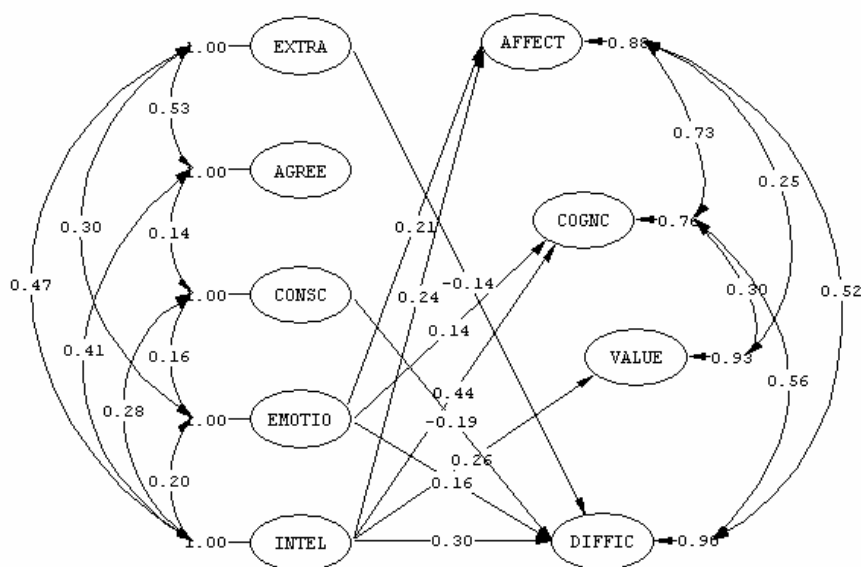 1.00 EXTRA AFFECT 0.88
0.53 0.73
1.00 AGREE 0.25
0.30 0.21 COGNC 0.76
0.14
0.47 -0.14 0.30 0.52
1.00 CONSC 0.24
0.14
0.41 0.16 VALUE 0.93
0.28 0.44 0.56
1.00 EMOTIO -0.19
0.26
0.20 0.16
1.00 INTEL 0.30 DIFFIC